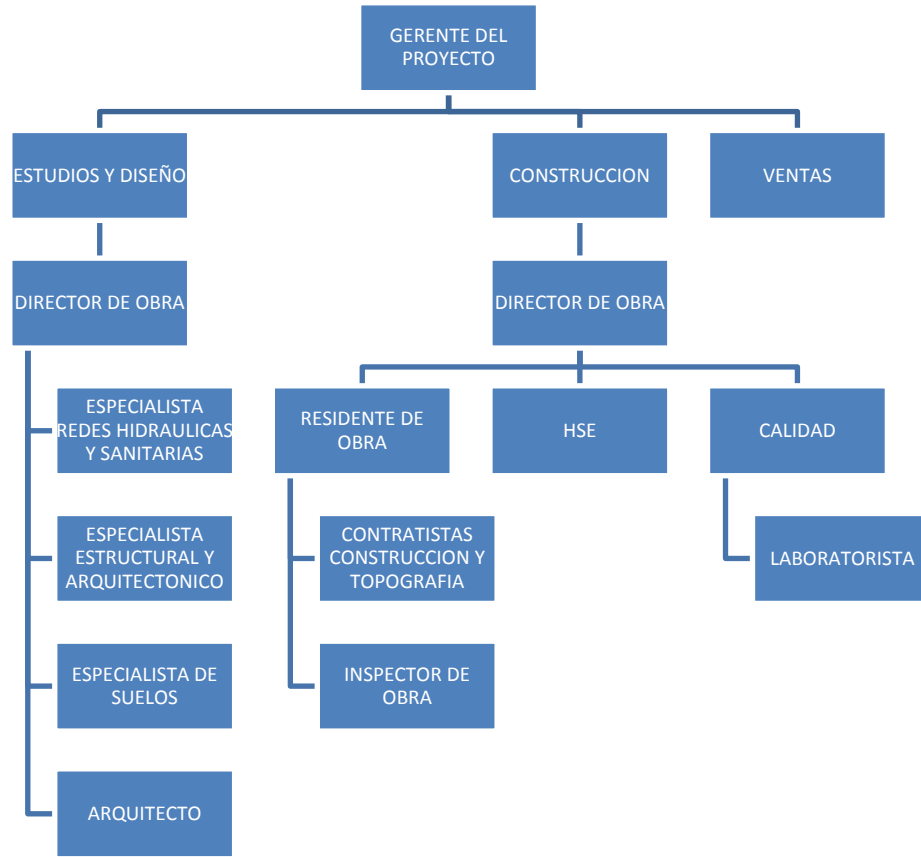 GERENTE DEL
PROYECTO
ESTUDIOS Y DISEÑO
CONSTRUCCION
VENTAS
DIRECTOR DE OBRA
DIRECTOR DE OBRA
ESPECIALISTA
REDES HIDRAULICAS
Y SANITARIAS
RESIDENTE DE
OBRA
HSE
CALIDAD
ESPECIALISTA
ESTRUCTURAL Y
ARQUITECTONICO
CONTRATISTAS
CONSTRUCCION Y
TOPOGRAFIA
LABORATORISTA
ESPECIALISTA DE
SUELOS
INSPECTOR DE
OBRA
ARQUITECTO